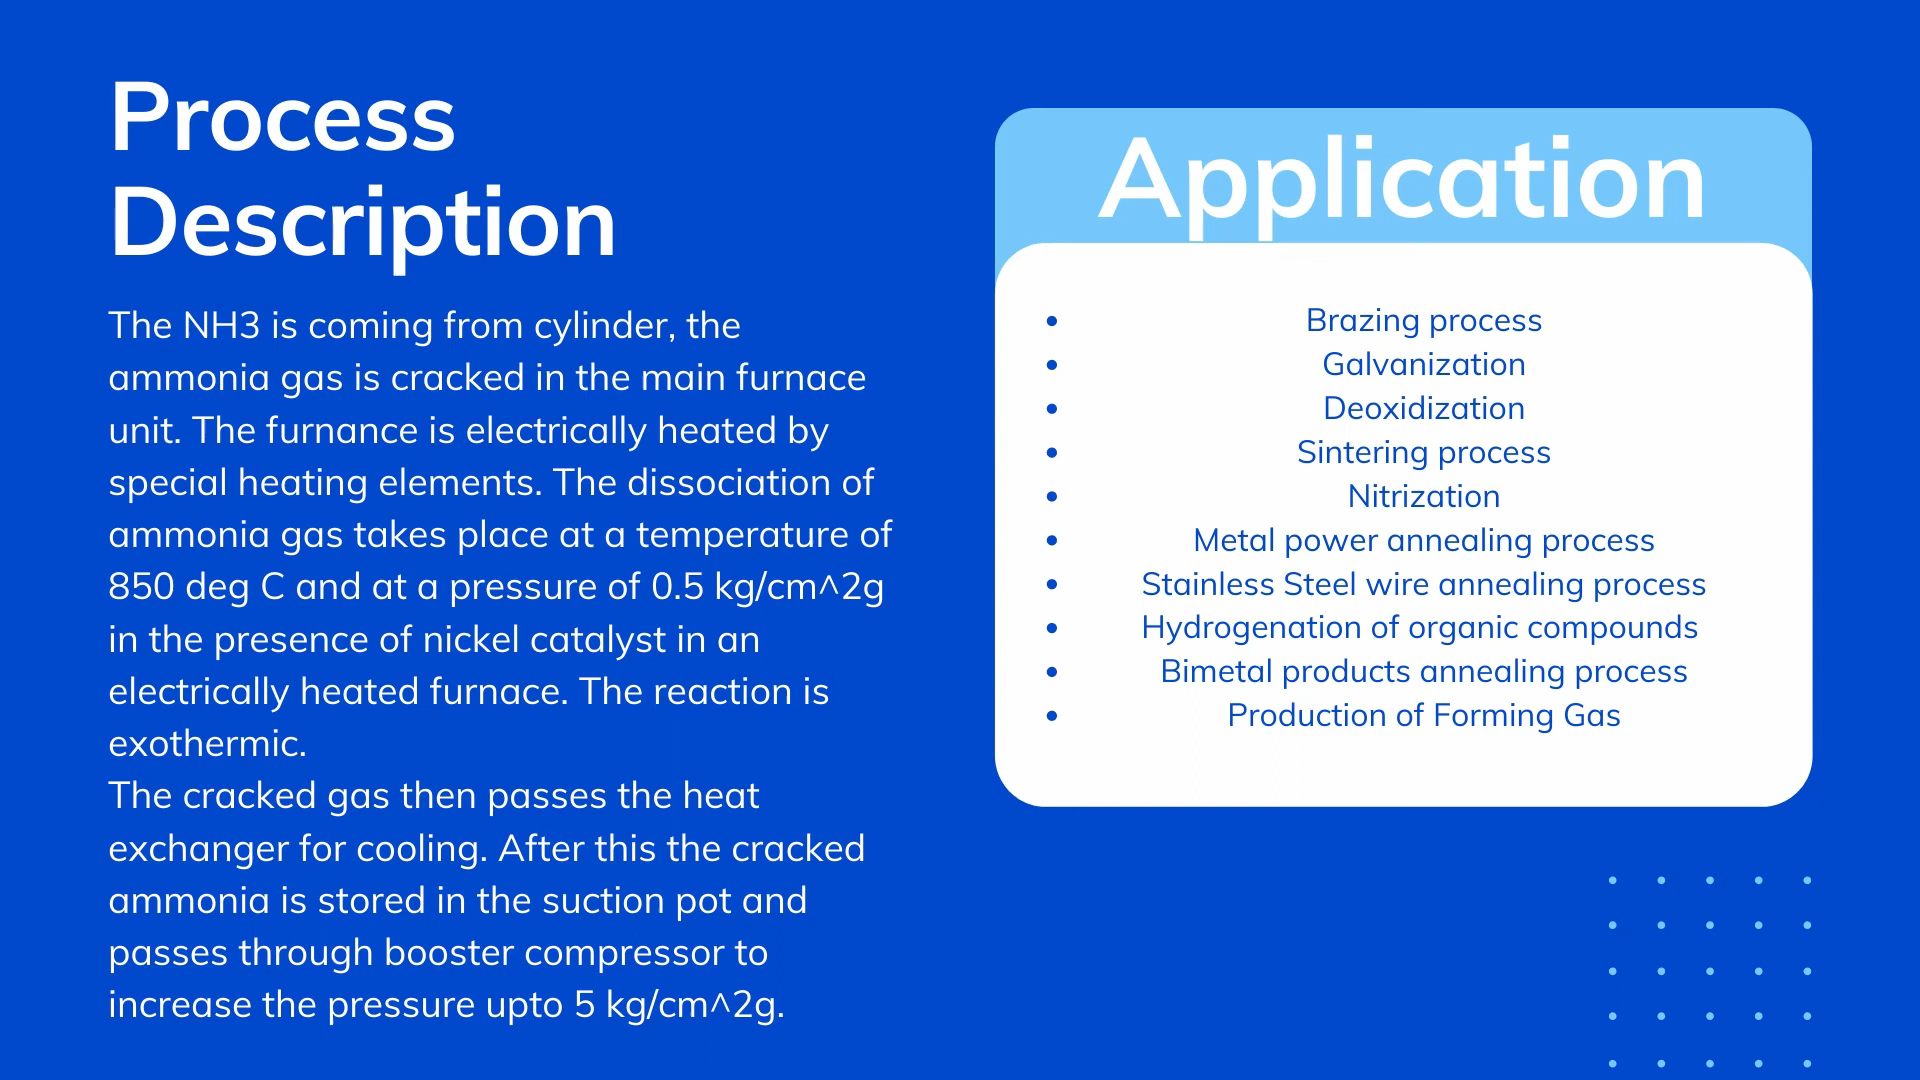 Process
Description
The NH3 is coming from cylinder, the
ammonia gas is cracked in the main furnace
unit. The furnance is electrically heated by
special heating elements. The dissociation of
ammonia gas takes place at a temperature of
850 deg C and at a pressure of 0.5 kg/cm^2g
in the presence of nickel catalyst in an
electrically heated furnace. The reaction is
exothermic.
The cracked gas then passes the heat
exchanger for cooling. After this the cracked
ammonia is stored in the suction pot and
passes through booster compressor to
increase the pressure upto 5 kg/cm^2g.
Application
• Brazing process
• Galvanization
• Deoxidization
• Sintering process
• Nitrization
• Metal power annealing process
• Stainless Steel wire annealing process
• Hydrogenation of organic compounds
• Bimetal products annealing process
• Production of Forming Gas